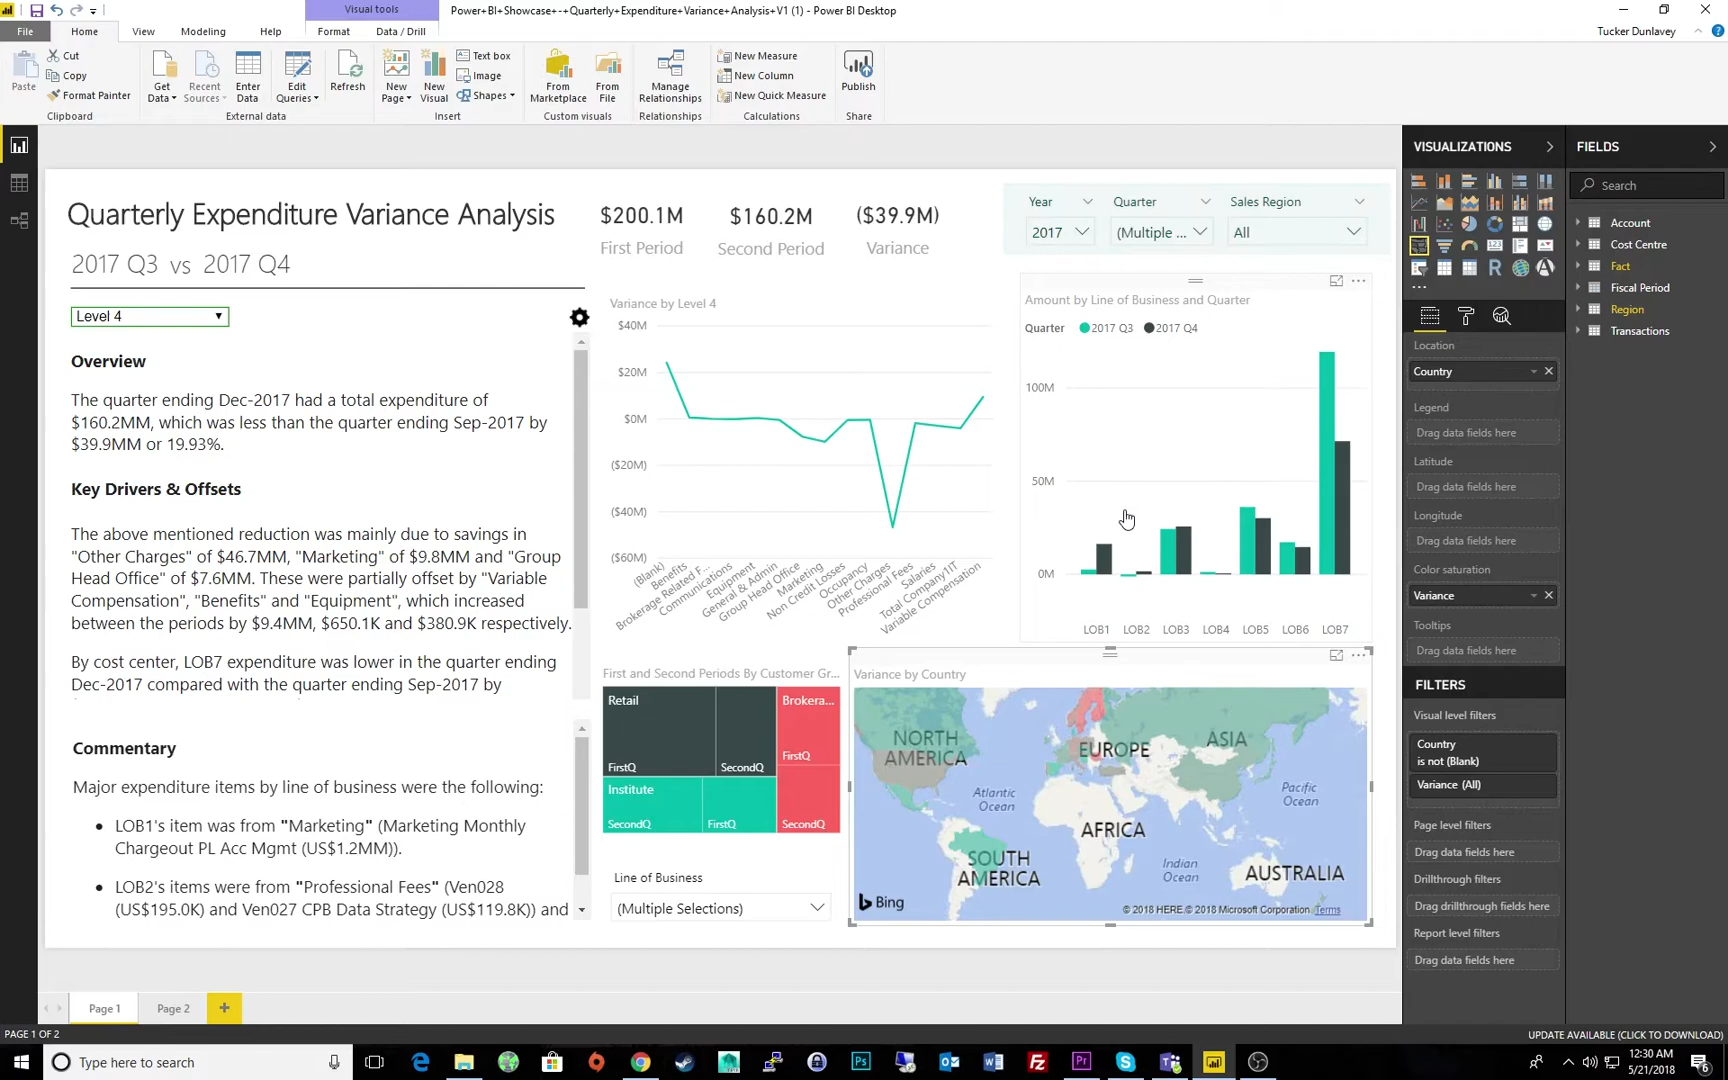 Visual tools
Power+BI+Showcase+-+Quarterly+Expenditure+Variance+Analysis+V1 (1) - Power BI Desktop
File
Home
View
Modeling
Help
Format
Data / Drill
Tucker Dunlavey
Paste
Cut
Copy
Format Painter
Clipboard
Get
Data
Recent
Sources
Enter
Data
Edit
Queries
Refresh
External data
New
Page
New
Visual
Text box
Image
Shapes
Insert
From
Marketplace
From
File
Custom visuals
Manage
Relationships
Relationships
New Measure
New Column
New Quick Measure
Calculations
Publish
Share
Quarterly Expenditure Variance Analysis
2017 Q3 vs 2017 Q4
$200.1M
First Period
$160.2M
Second Period
($39.9M)
Variance
Year
2017
Quarter
(Multiple ...
Sales Region
All
Level 4
Overview
The quarter ending Dec-2017 had a total expenditure of
$160.2MM, which was less than the quarter ending Sep-2017 by
$39.9MM or 19.93%.
Key Drivers & Offsets
The above mentioned reduction was mainly due to savings in
"Other Charges" of $46.7MM, "Marketing" of $9.8MM and "Group
Head Office" of $7.6MM. These were partially offset by "Variable
Compensation", "Benefits" and "Equipment", which increased
between the periods by $9.4MM, $650.1K and $380.9K respectively.
By cost center, LOB7 expenditure was lower in the quarter ending
Dec-2017 compared with the quarter ending Sep-2017 by
Commentary
Major expenditure items by line of business were the following:
• LOB1's item was from "Marketing" (Marketing Monthly
Chargeout PL Acc Mgmt (US$1.2MM)).
• LOB2's items were from "Professional Fees" (Ven028
(US$195.0K) and Ven027 CPB Data Strategy (US$119.8K)) and
Variance by Level 4
$40M
$20M
$0M
($20M)
($40M)
($60M)
(Blank)
Benefits
Brokerage Related F...
Communications
Equipment
General & Admin
Group Head Office
Marketing
Non Credit Losses
Occupancy
Other Charges
Professional Fees
Salaries
Total Company1IT
Variable Compensation
Amount by Line of Business and Quarter
Quarter 2017 Q3 2017 Q4
100M
50M
0M
LOB1 LOB2 LOB3 LOB4 LOB5 LOB6 LOB7
First and Second Periods By Customer Gr...
Retail
FirstQ
SecondQ
Brokera...
FirstQ
SecondQ
Institute
SecondQ
FirstQ
Line of Business
(Multiple Selections)
Variance by Country
NORTH
AMERICA
EUROPE
ASIA
Atlantic
Ocean
Pacific
Ocean
AFRICA
SOUTH
AMERICA
Indian
Ocean
AUSTRALIA
Bing
© 2018 HERE,© 2018 Microsoft Corporation Terms
VISUALIZATIONS
R
Location
Country
Legend
Drag data fields here
Latitude
Drag data fields here
Longitude
Drag data fields here
Color saturation
Variance
Tooltips
Drag data fields here
FILTERS
Visual level filters
Country
is not (Blank)
Variance (All)
Page level filters
Drag data fields here
Drillthrough filters
Drag drillthrough fields here
Report level filters
Drag data fields here
FIELDS
Search
Account
Cost Centre
Fact
Fiscal Period
Region
Transactions
Page 1
Page 2
PAGE 1 OF 2
UPDATE AVAILABLE (CLICK TO DOWNLOAD)
Type here to search
12:30 AM
5/21/2018